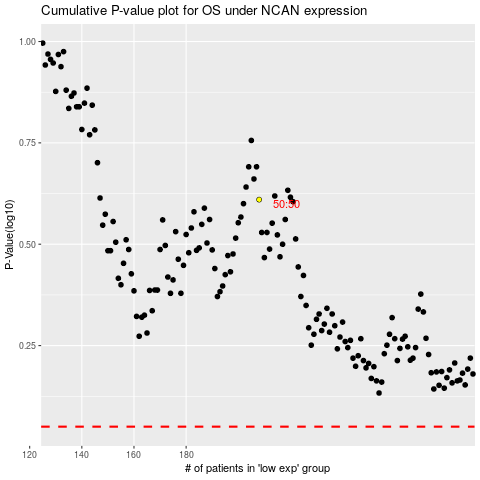 Cumulative P-value plot for OS under NCAN expression
P-Value(log10)
1.00
0.75
0.50
0.25
50:50
120 140 160 180
# of patients in 'low exp' group